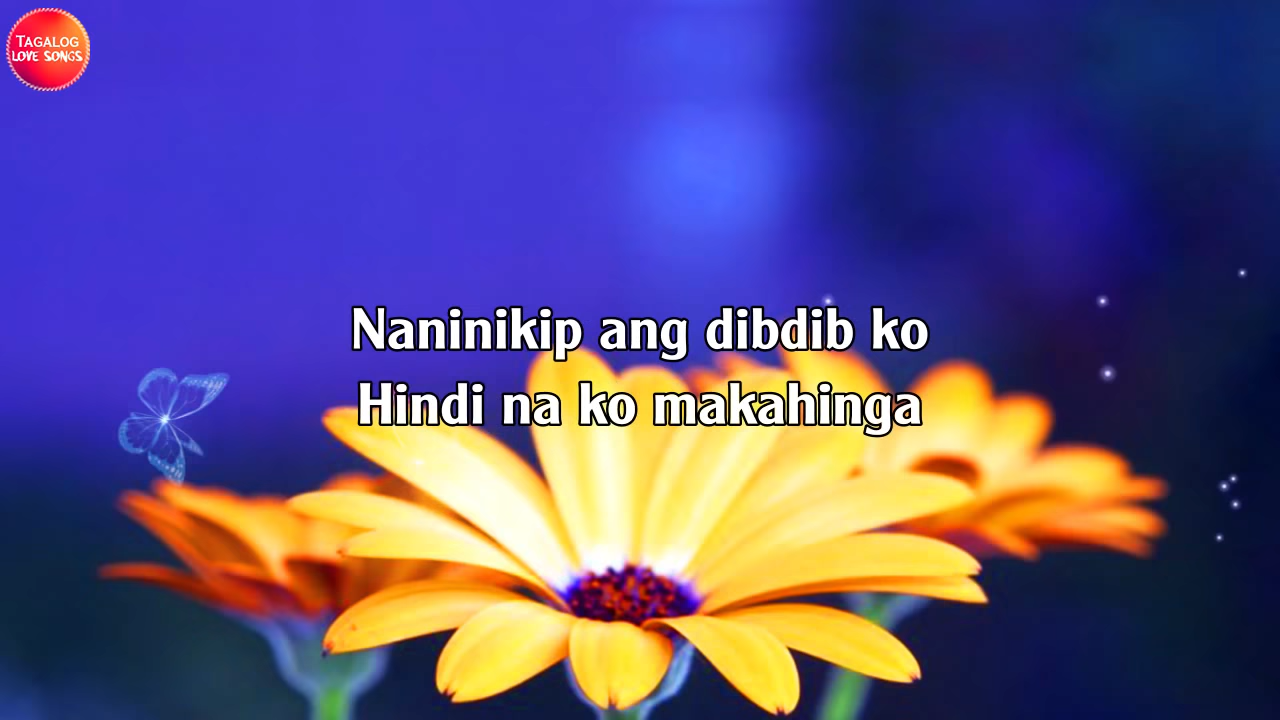 TAGALOG
LOVE SONGS
Naninikip ang dibdib ko
Hindi na ko makahinga